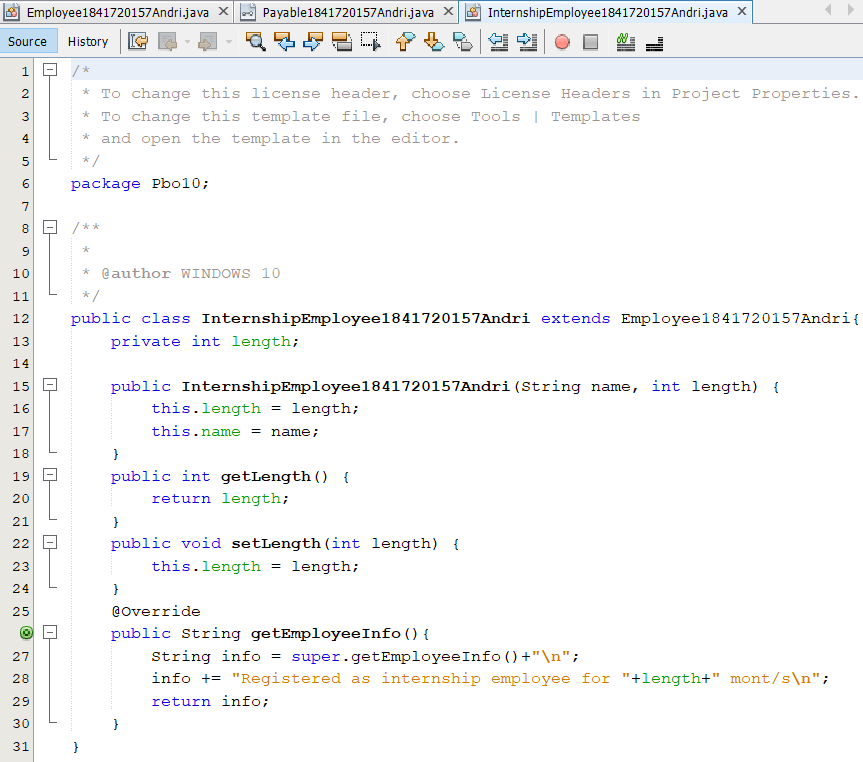 Employee1841720157Andri.java Payable1841720157Andri.java InternshipEmployee1841720157Andri.java
Source History
1 /*
2 * To change this license header, choose License Headers in Project Properties.
3 * To change this template file, choose Tools | Templates
4 * and open the template in the editor.
5 */
6 package Pbo10;
7
8 /**
9 *
10 * @author WINDOWS 10
11 */
12 public class InternshipEmployee1841720157Andri extends Employee1841720157Andri{
13 private int length;
14
15 public InternshipEmployee1841720157Andri(String name, int length) {
16 this.length = length;
17 this.name = name;
18 }
19 public int getLength() {
20 return length;
21 }
22 public void setLength(int length) {
23 this.length = length;
24 }
25 @Override
public String getEmployeeInfo(){
27 String info = super.getEmployeeInfo()+"\n";
28 info += "Registered as internship employee for "+length+" mont/s\n";
29 return info;
30 }
31 }